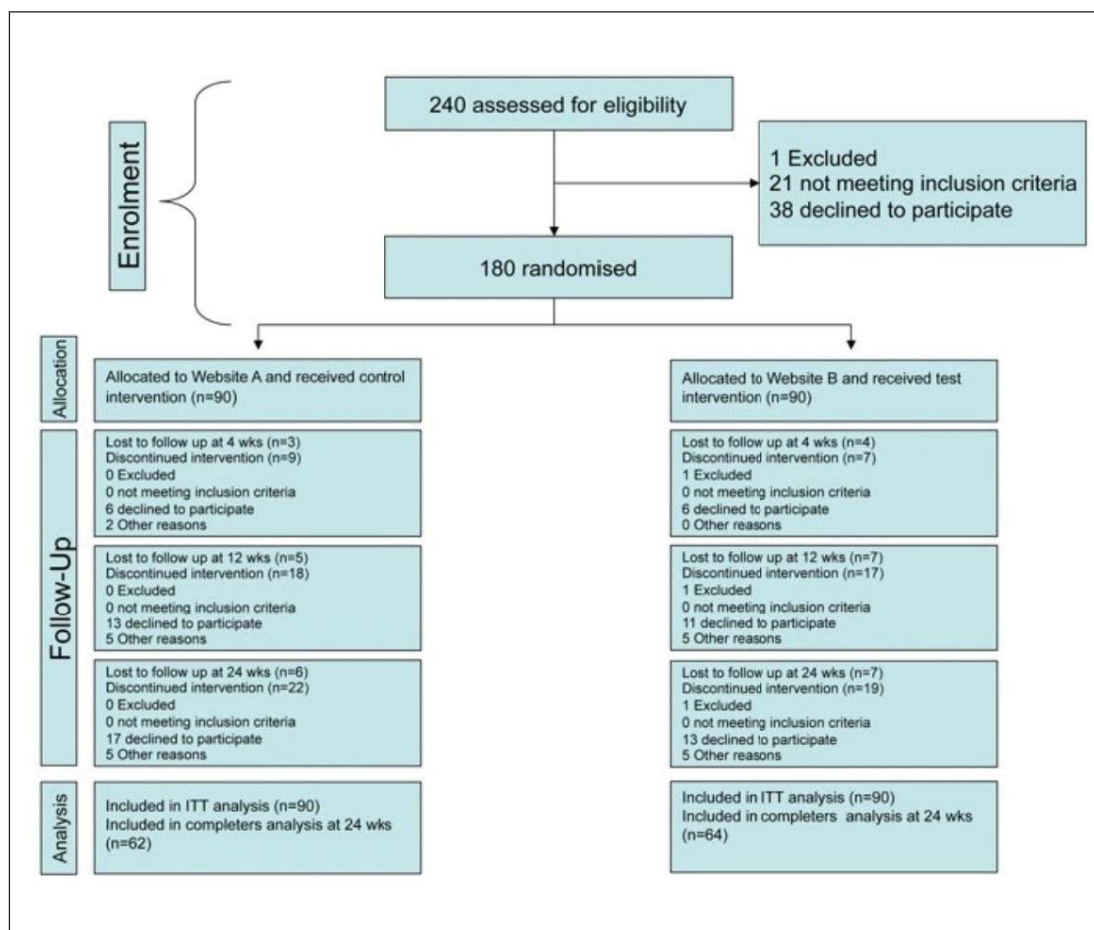 240 assessed for eligibility
1 Excluded
21 not meeting inclusion criteria
38 declined to participate
Enrolment
180 randomised
Allocation
Allocated to Website A and received control
intervention (n=90)
Allocated to Website B and received test
intervention (n=90)
Follow-Up
Lost to follow up at 4 wks (n=3)
Discontinued intervention (n=9)
0 Excluded
0 not meeting inclusion criteria
6 declined to participate
2 Other reasons
Lost to follow up at 4 wks (n=4)
Discontinued intervention (n=7)
1 Excluded
0 not meeting inclusion criteria
6 declined to participate
0 Other reasons
Lost to follow up at 12 wks (n=5)
Discontinued intervention (n=18)
0 Excluded
0 not meeting inclusion criteria
13 declined to participate
5 Other reasons
Lost to follow up at 12 wks (n=7)
Discontinued intervention (n=17)
1 Excluded
0 not meeting inclusion criteria
11 declined to participate
5 Other reasons
Lost to follow up at 24 wks (n=6)
Discontinued intervention (n=22)
0 Excluded
0 not meeting inclusion criteria
17 declined to participate
5 Other reasons
Lost to follow up at 24 wks (n=7)
Discontinued intervention (n=19)
1 Excluded
0 not meeting inclusion criteria
13 declined to participate
5 Other reasons
Analysis
Included in ITT analysis (n=90)
Included in completers analysis at 24 wks
(n=62)
Included in ITT analysis (n=90)
Included in completers analysis at 24 wks
(n=64)